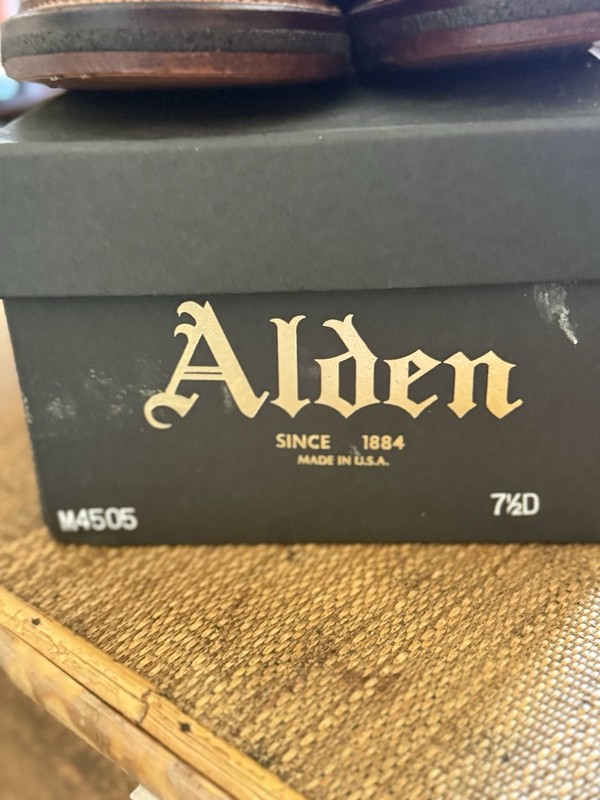 Alden
SINCE 1884
MADE IN U.S.A.
M4505 7½D